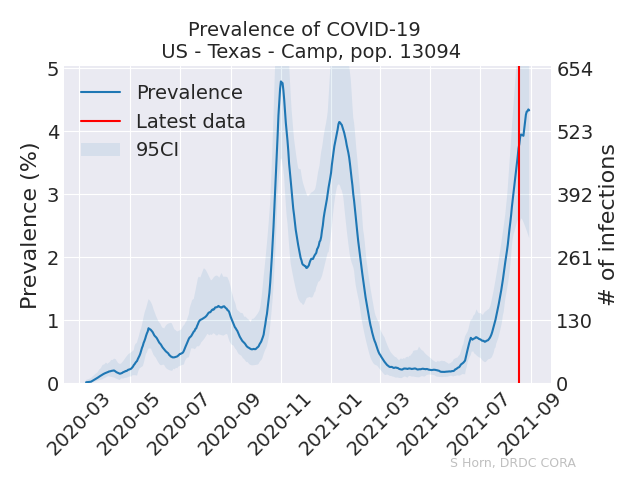 Prevalence of COVID-19
US - Texas - Camp, pop. 13094
Prevalence (%)
5
4
3
2
1
0
Prevalence
Latest data
95CI
654
523
392
261
130
0
# of infections
2020-03
2020-05
2020-07
2020-09
2020-11
2021-01
2021-03
2021-05
2021-07
2021-09
S Horn, DRDC CORA